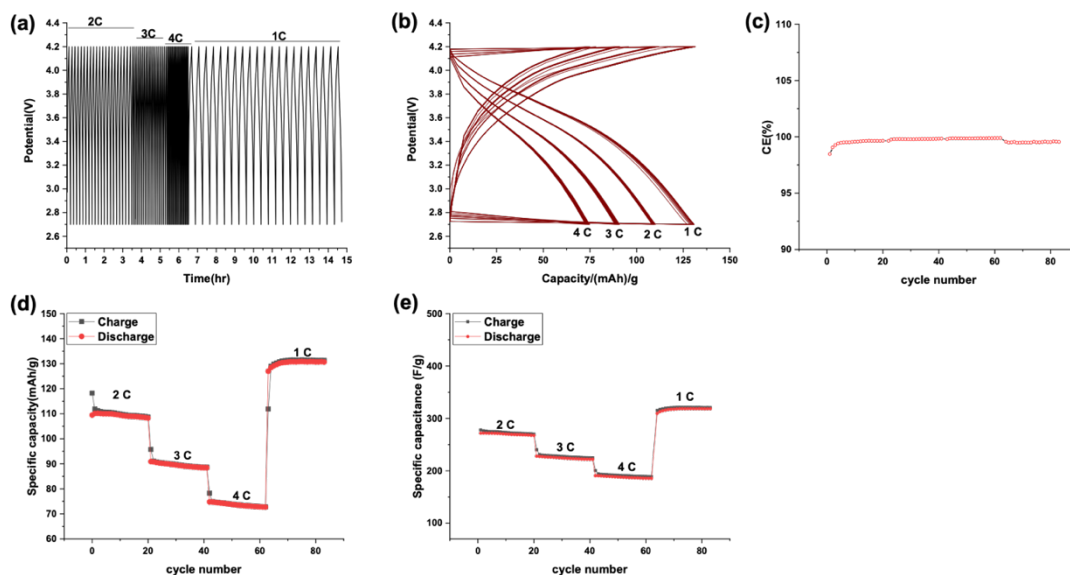 (a)
2C
3C
4C
1C
4.4
4.2
4.0
3.8
3.6
3.4
3.2
3.0
2.8
2.6
Potential(V)
0 1 2 3 4 5 6 7 8 9 10 11 12 13 14 15
Time(hr)
(b)
4.4
4.2
4.0
3.8
3.6
3.4
3.2
3.0
2.8
2.6
Potential(V)
4 C 3 C 2 C 1 C
0 25 50 75 100 125 150
Capacity/(mAh)/g
(c)
110
105
100
95
90
CE(%)
0 20 40 60 80
cycle number
(d)
Charge
Discharge
150
140
130
120
110
100
90
80
70
60
Specific capacity(mAh/g)
2 C
3 C
4 C
1 C
0 20 40 60 80
cycle number
(e)
Charge
Discharge
500
400
300
200
100
Specific capacitance (F/g)
2 C
3 C
4 C
1 C
0 20 40 60 80
cycle number